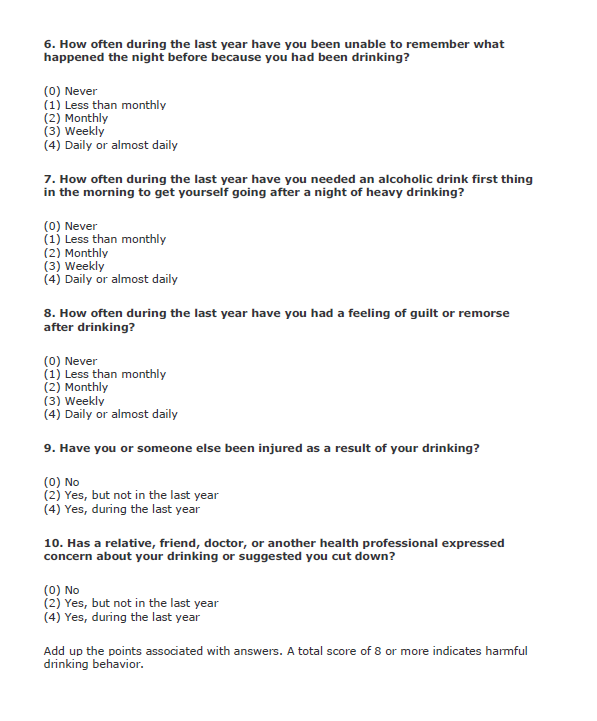 6. How often during the last year have you been unable to remember what
happened the night before because you had been drinking?
(0) Never
(1) Less than monthly
(2) Monthly
(3) Weekly
(4) Daily or almost daily
7. How often during the last year have you needed an alcoholic drink first thing
in the morning to get yourself going after a night of heavy drinking?
(0) Never
(1) Less than monthly
(2) Monthly
(3) Weekly
(4) Daily or almost daily
8. How often during the last year have you had a feeling of guilt or remorse
after drinking?
(0) Never
(1) Less than monthly
(2) Monthly
(3) Weekly
(4) Daily or almost daily
9. Have you or someone else been injured as a result of your drinking?
(0) No
(2) Yes, but not in the last year
(4) Yes, during the last year
10. Has a relative, friend, doctor, or another health professional expressed
concern about your drinking or suggested you cut down?
(0) No
(2) Yes, but not in the last year
(4) Yes, during the last year
Add up the points associated with answers. A total score of 8 or more indicates harmful
drinking behavior.